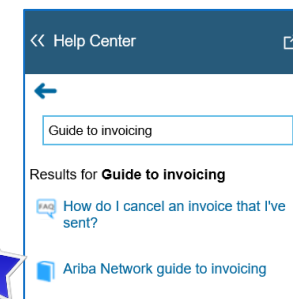 << Help Center
Guide to invoicing
Results for Guide to invoicing
FAQ How do I cancel an invoice that I've
sent?
Ariba Network guide to invoicing